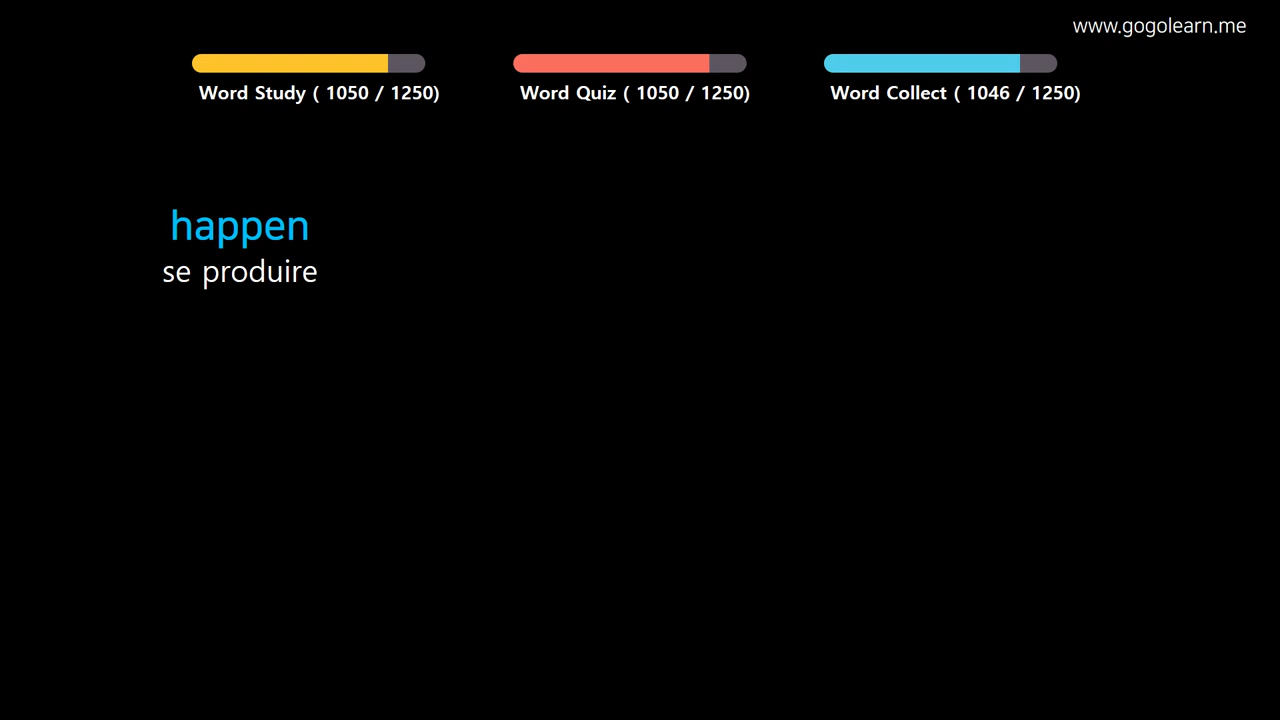 www.gogolearn.me
Word Study ( 1050 / 1250)
Word Quiz ( 1050 / 1250)
Word Collect ( 1046 / 1250)
happen
se produire